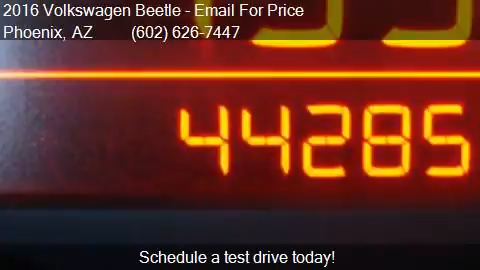 2016 Volkswagen Beetle - Email For Price
Phoenix, AZ (602) 626-7447
44285
Schedule a test drive today!